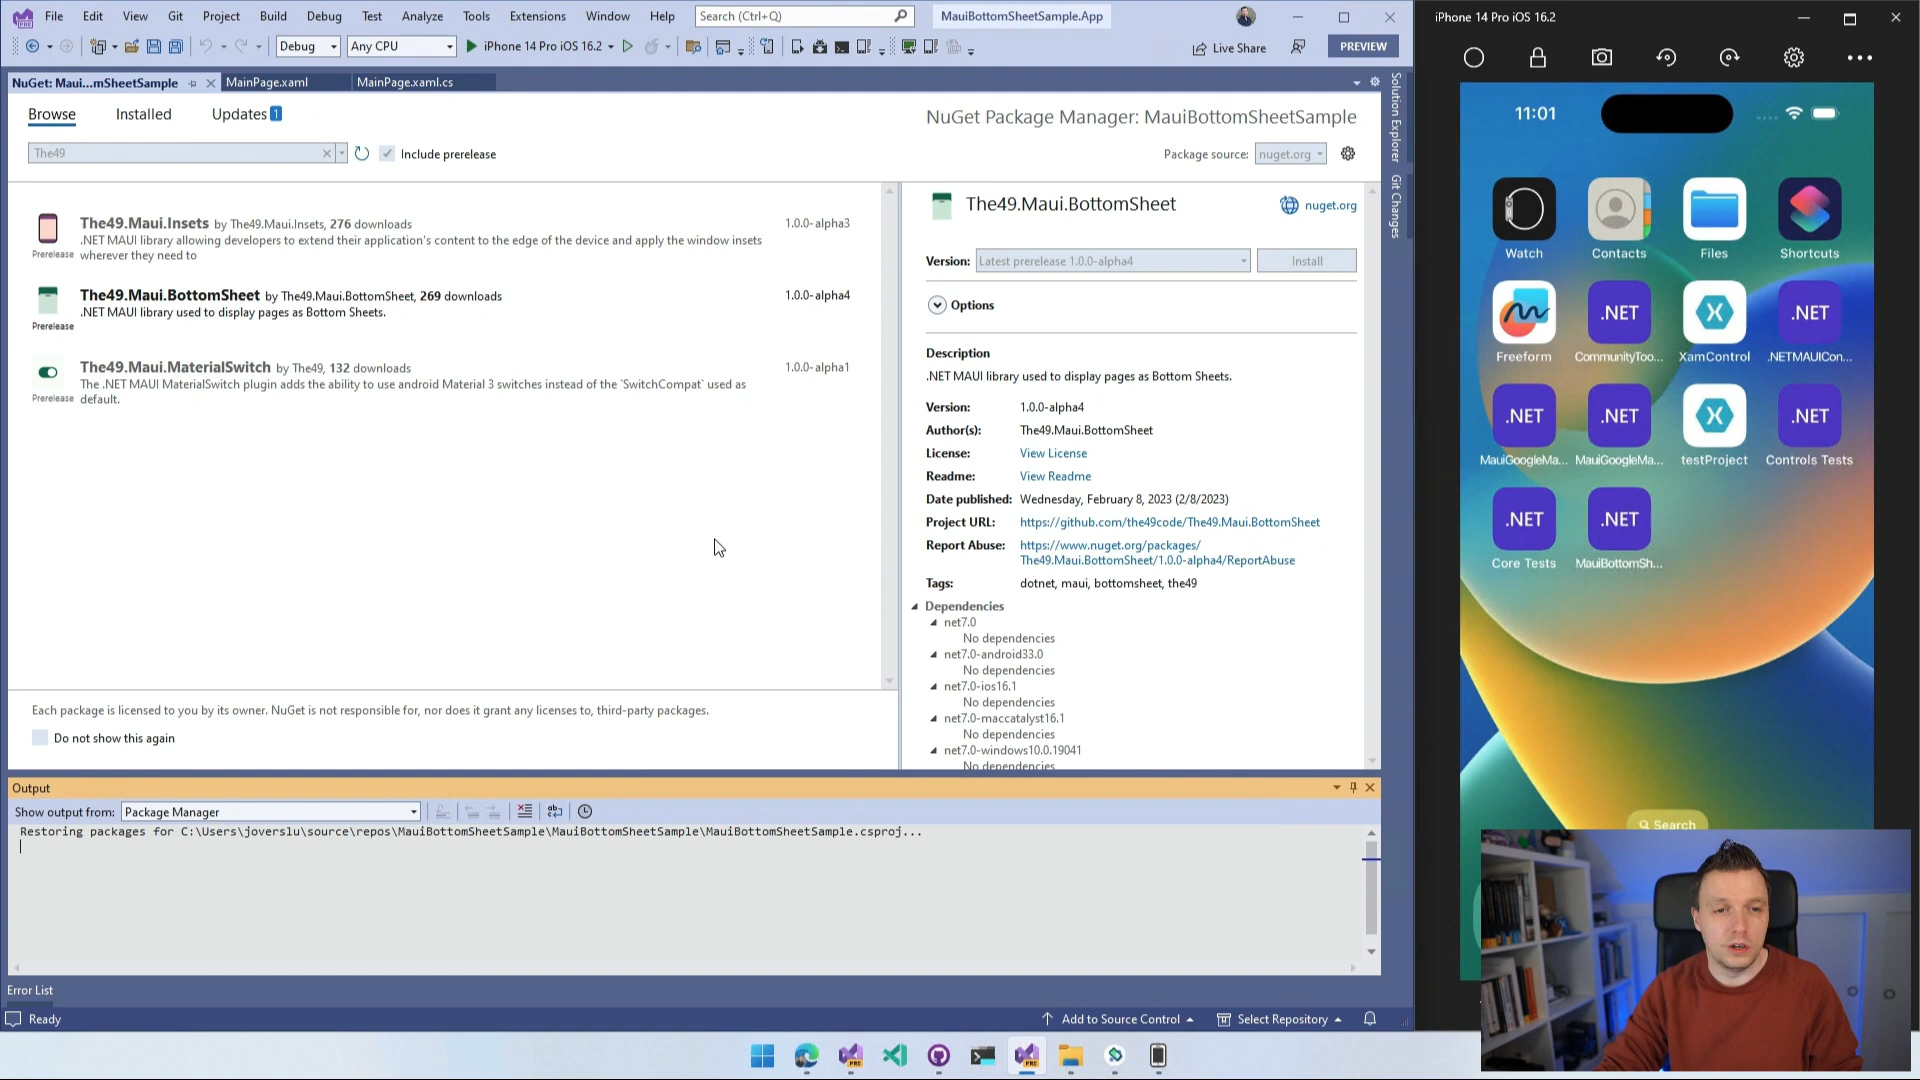 File Edit View Git Project Build Debug Test Analyze Tools Extensions Window Help Search (Ctrl+Q) MauiBottomSheetSample.App
Debug Any CPU iPhone 14 Pro iOS 16.2 Live Share PREVIEW
NuGet: Maui...mSheetSample MainPage.xaml MainPage.xaml.cs
Browse Installed Updates 1
NuGet Package Manager: MauiBottomSheetSample
The49 Include prerelease
Package source: nuget.org
The49.Maui.Insets by The49.Maui.Insets, 276 downloads 1.0.0-alpha3
.NET MAUI library allowing developers to extend their application's content to the edge of the device and apply the window insets
Prerelease wherever they need to
The49.Maui.BottomSheet by The49.Maui.BottomSheet, 269 downloads 1.0.0-alpha4
.NET MAUI library used to display pages as Bottom Sheets.
Prerelease
The49.Maui.MaterialSwitch by The49, 132 downloads 1.0.0-alpha1
The .NET MAUI MaterialSwitch plugin adds the ability to use android Material 3 switches instead of the `SwitchCompat` used as
Prerelease default.
Each package is licensed to you by its owner. NuGet is not responsible for, nor does it grant any licenses to, third-party packages.
Do not show this again
The49.Maui.BottomSheet nuget.org
Version: Latest prerelease 1.0.0-alpha4 Install
Options
Description
.NET MAUI library used to display pages as Bottom Sheets.
Version: 1.0.0-alpha4
Author(s): The49.Maui.BottomSheet
License: View License
Readme: View Readme
Date published: Wednesday, February 8, 2023 (2/8/2023)
Project URL: https://github.com/the49code/The49.Maui.BottomSheet
Report Abuse: https://www.nuget.org/packages/
The49.Maui.BottomSheet/1.0.0-alpha4/ReportAbuse
Tags: dotnet, maui, bottomsheet, the49
Dependencies
net7.0
No dependencies
net7.0-android33.0
No dependencies
net7.0-ios16.1
No dependencies
net7.0-maccatalyst16.1
No dependencies
net7.0-windows10.0.19041
No dependencies
Solution Explorer
Git Changes
Output
Show output from: Package Manager
Restoring packages for C:\Users\joverslu\source\repos\MauiBottomSheetSample\MauiBottomSheetSample\MauiBottomSheetSample.csproj...
Error List
Ready Add to Source Control Select Repository
PRE PRE
iPhone 14 Pro iOS 16.2
11:01
Watch Contacts Files Shortcuts
.NET .NET
Freeform CommunityToo... XamControl .NETMAUICon...
.NET .NET .NET
MauiGoogleMa... MauiGoogleMa... testProject Controls Tests
.NET .NET
Core Tests MauiBottomSh...
Search